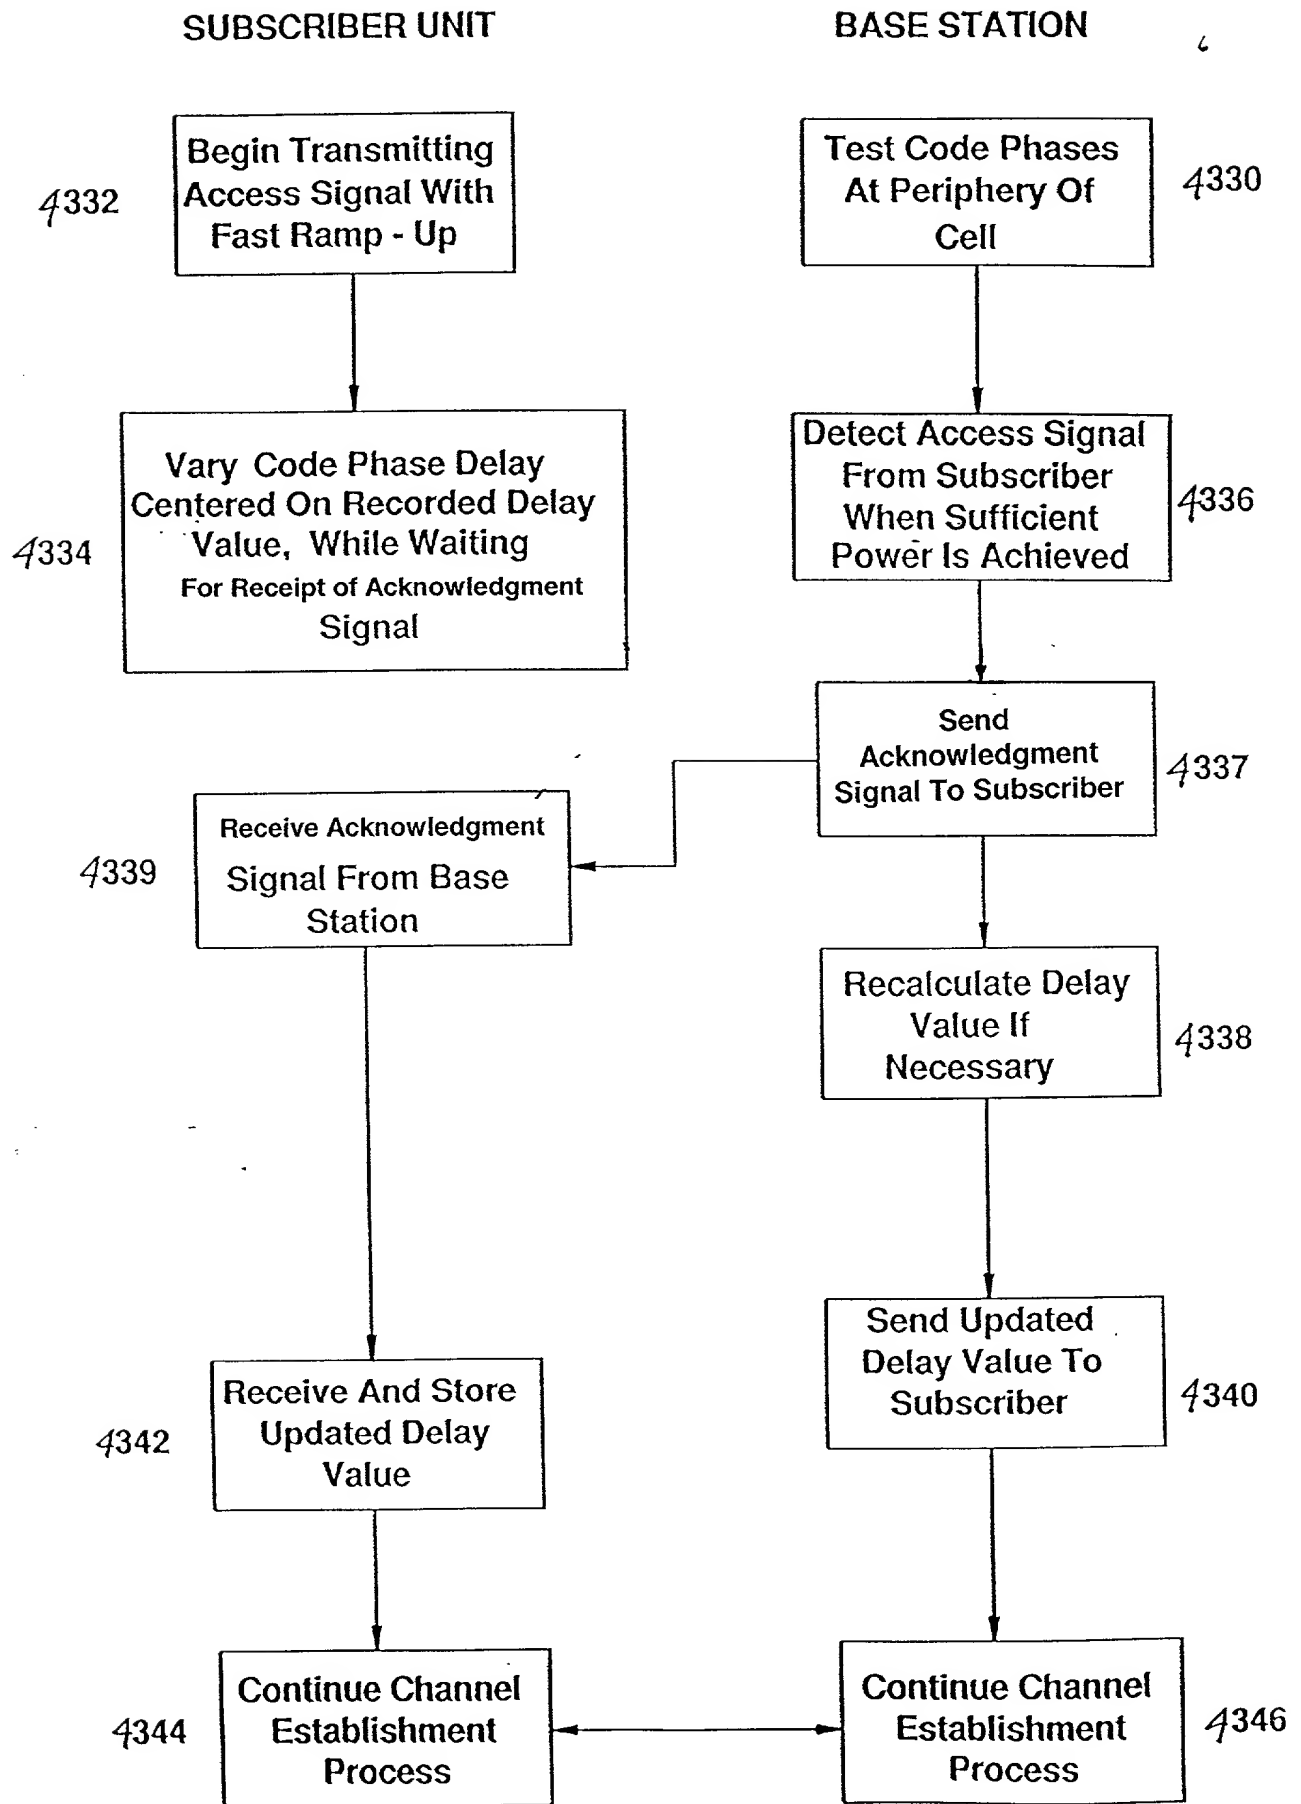 SUBSCRIBER UNIT
BASE STATION
Begin Transmitting
Access Signal With
Fast Ramp - Up
4332
Test Code Phases
At Periphery Of
Cell
4330
Vary Code Phase Delay
Centered On Recorded Delay
Value, While Waiting
For Receipt of Acknowledgment
Signal
4334
Detect Access Signal
From Subscriber
When Sufficient
Power Is Achieved
4336
Send
Acknowledgment
Signal To Subscriber
4337
Receive Acknowledgment
Signal From Base
Station
4339
Recalculate Delay
Value If
Necessary
4338
Send Updated
Delay Value To
Subscriber
4340
Receive And Store
Updated Delay
Value
4342
Continue Channel
Establishment
Process
4344
Continue Channel
Establishment
Process
4346